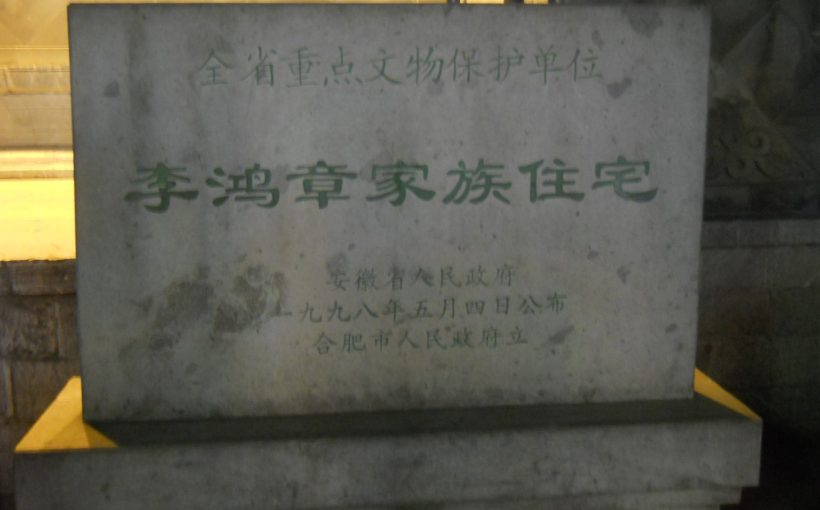 全省重点文物保护单位
李鸿章家族住宅
安徽省人民政府
一九九八年五月四日公布
合肥市人民政府立